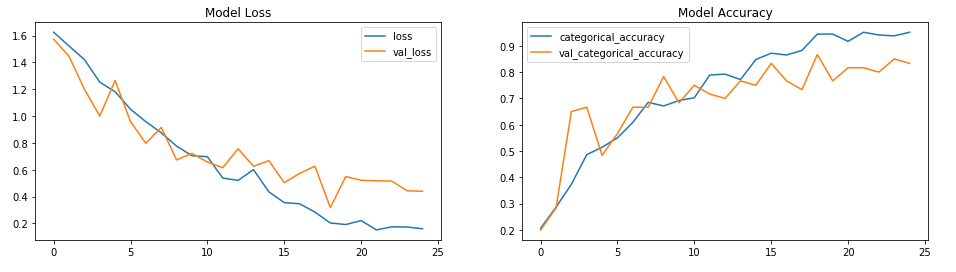 Model Loss
1.6
1.4
1.2
1.0
0.8
0.6
0.4
0.2
0 5 10 15 20 25
loss
val_loss
Model Accuracy
0.9
0.8
0.7
0.6
0.5
0.4
0.3
0.2
0 5 10 15 20 25
categorical_accuracy
val_categorical_accuracy